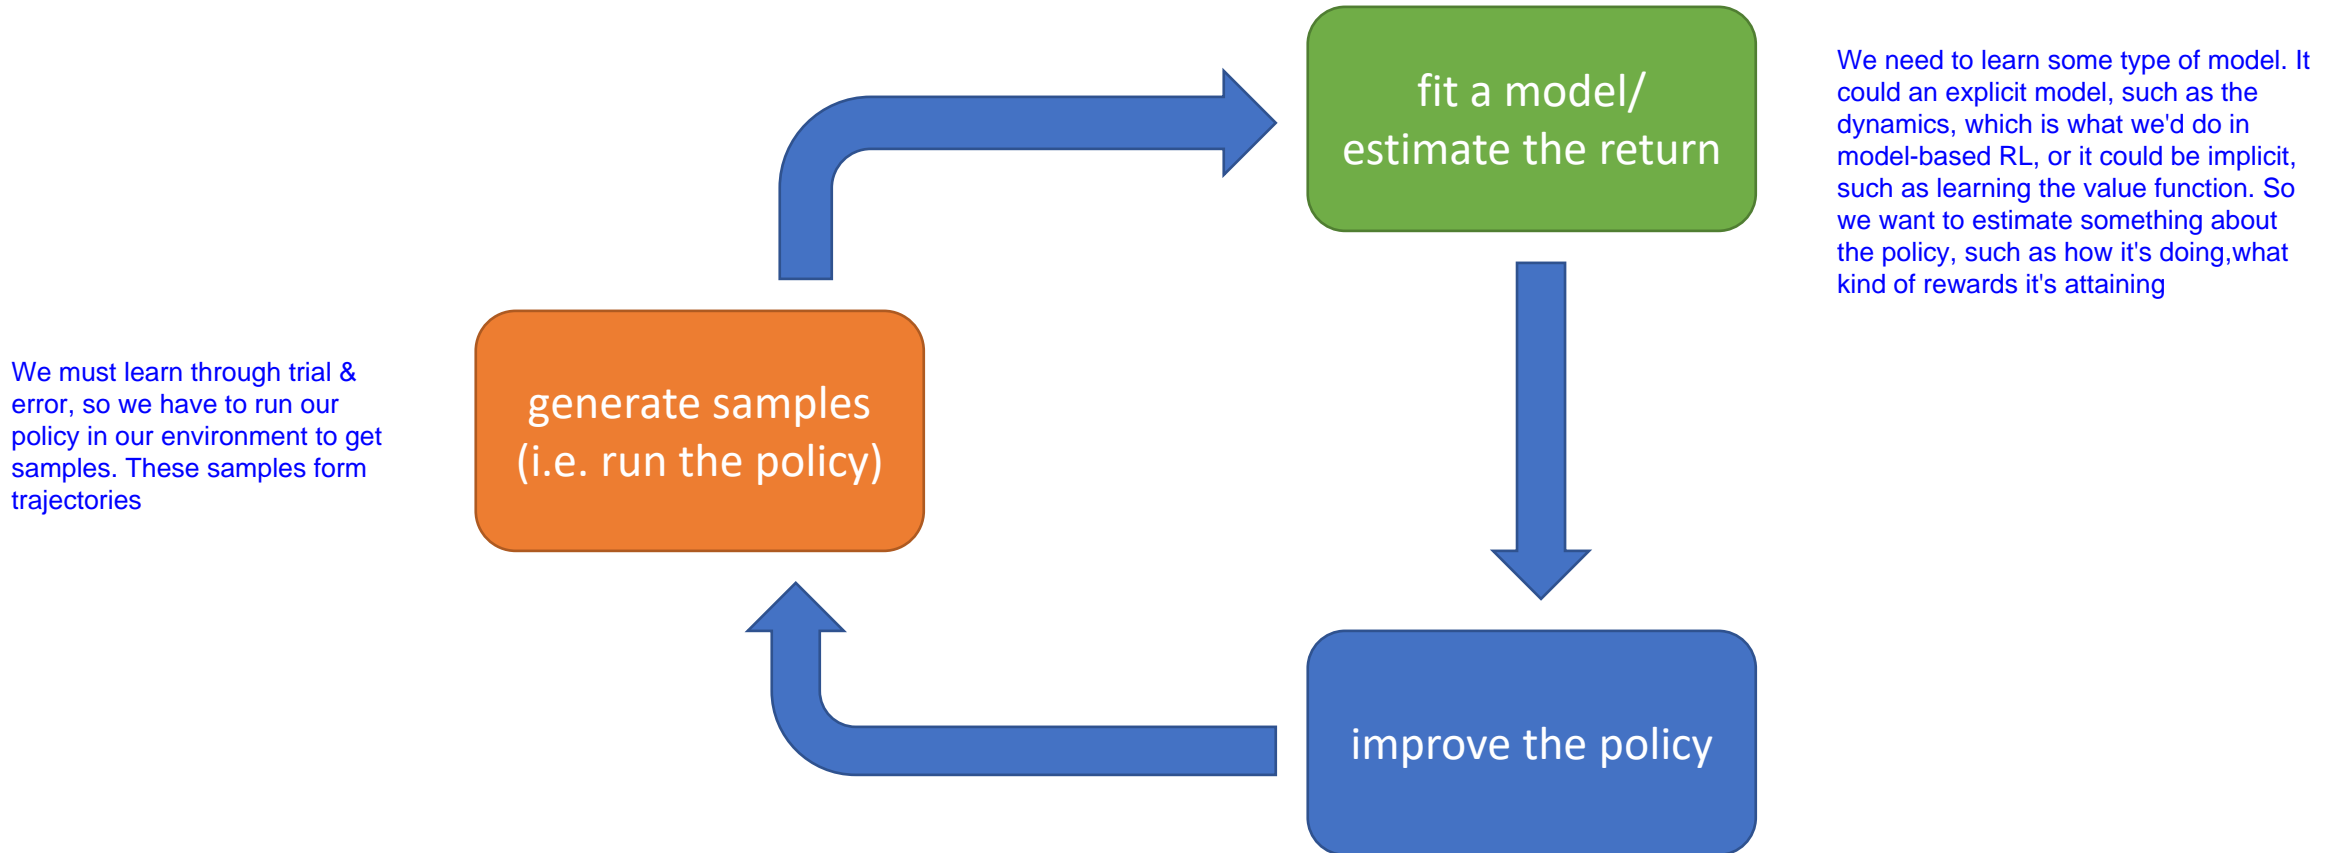 fit a model/
estimate the return
We need to learn some type of model. It
could an explicit model, such as the
dynamics, which is what we'd do in
model-based RL, or it could be implicit,
such as learning the value function. So
we want to estimate something about
the policy, such as how it's doing,what
kind of rewards it's attaining
We must learn through trial &
error, so we have to run our
policy in our environment to get
samples. These samples form
trajectories
generate samples
(i.e. run the policy)
improve the policy